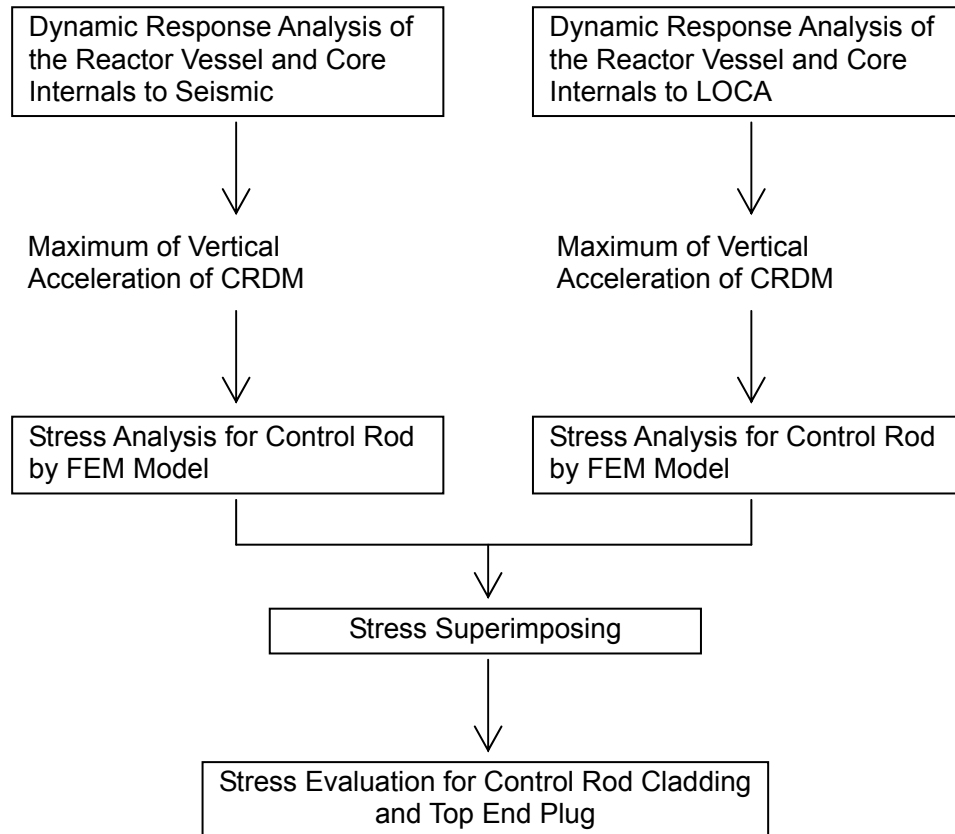 Dynamic Response Analysis of
the Reactor Vessel and Core
Internals to Seismic
Dynamic Response Analysis of
the Reactor Vessel and Core
Internals to LOCA
Maximum of Vertical
Acceleration of CRDM
Maximum of Vertical
Acceleration of CRDM
Stress Analysis for Control Rod
by FEM Model
Stress Analysis for Control Rod
by FEM Model
Stress Superimposing
Stress Evaluation for Control Rod Cladding
and Top End Plug